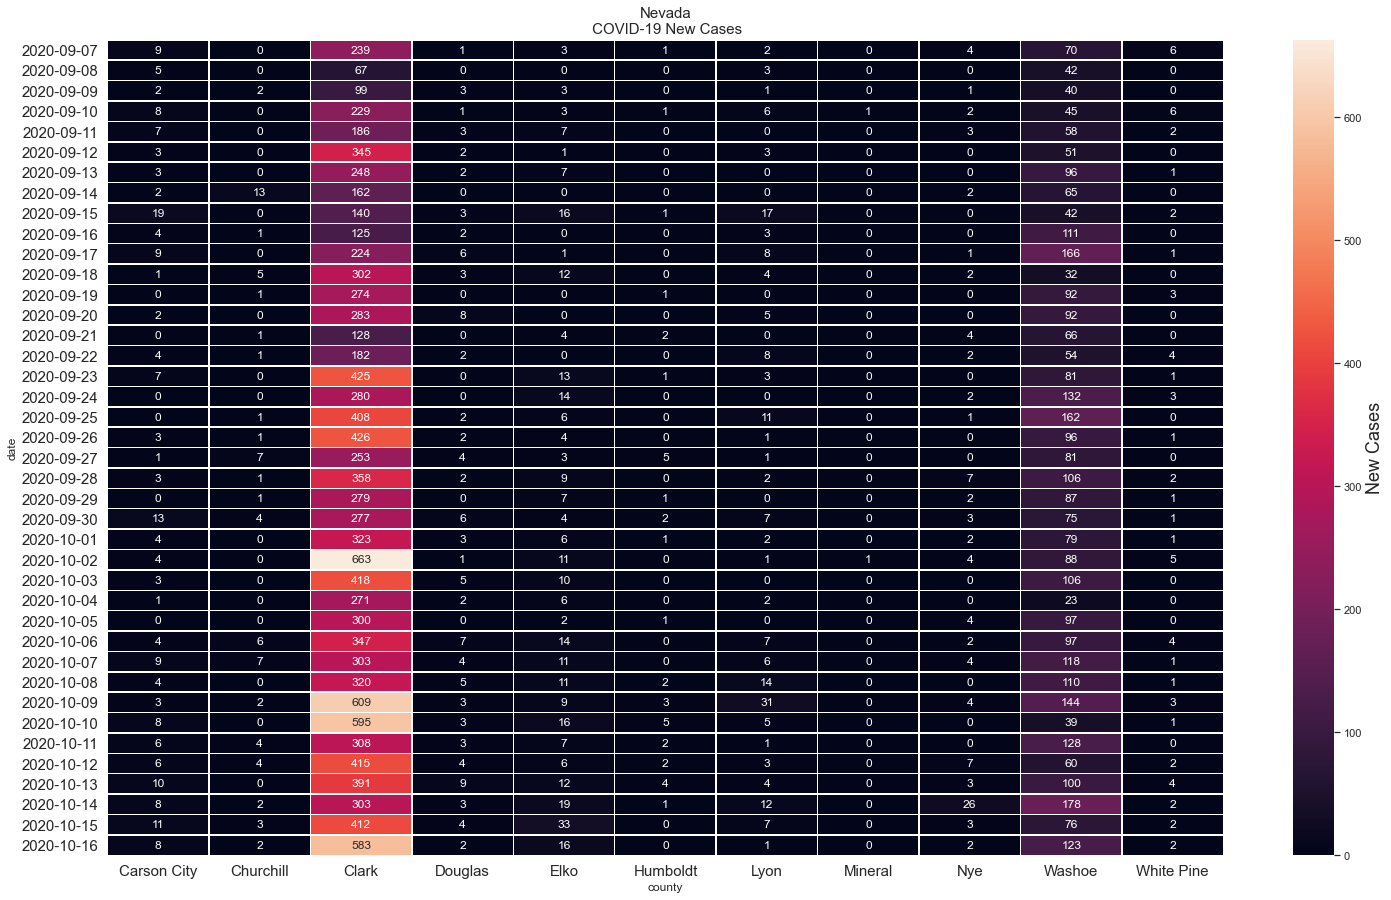 Nevada
COVID-19 New Cases
2020-09-07 9 0 239 1 3 1 2 0 4 70 6
2020-09-08 5 0 67 0 0 0 3 0 0 42 0
2020-09-09 2 2 99 3 3 0 1 0 1 40 0
2020-09-10 8 0 229 1 3 1 6 1 2 45 6
2020-09-11 7 0 186 3 7 0 0 0 3 58 2
2020-09-12 3 0 345 2 1 0 3 0 0 51 0
2020-09-13 3 0 248 2 7 0 0 0 0 96 1
2020-09-14 2 13 162 0 0 0 0 0 2 65 0
2020-09-15 19 0 140 3 16 1 17 0 0 42 2
2020-09-16 4 1 125 2 0 0 3 0 0 111 0
2020-09-17 9 0 224 6 1 0 8 0 1 166 1
2020-09-18 1 5 302 3 12 0 4 0 2 32 0
2020-09-19 0 1 274 0 0 1 0 0 0 92 3
2020-09-20 2 0 283 8 0 0 5 0 0 92 0
2020-09-21 0 1 128 0 4 2 0 0 4 66 0
2020-09-22 4 1 182 2 0 0 8 0 2 54 4
2020-09-23 7 0 425 0 13 1 3 0 0 81 1
2020-09-24 0 0 280 0 14 0 0 0 2 132 3
2020-09-25 0 1 408 2 6 0 11 0 1 162 0
2020-09-26 3 1 426 2 4 0 1 0 0 96 1
2020-09-27 1 7 253 4 3 5 1 0 0 81 0
2020-09-28 3 1 358 2 9 0 2 0 7 106 2
2020-09-29 0 1 279 0 7 1 0 0 2 87 1
2020-09-30 13 4 277 6 4 2 7 0 3 75 1
2020-10-01 4 0 323 3 6 1 2 0 2 79 1
2020-10-02 4 0 663 1 11 0 1 1 4 88 5
2020-10-03 3 0 418 5 10 0 0 0 0 106 0
2020-10-04 1 0 271 2 6 0 2 0 0 23 0
2020-10-05 0 0 300 0 2 1 0 0 4 97 0
2020-10-06 4 6 347 7 14 0 7 0 2 97 4
2020-10-07 9 7 303 4 11 0 6 0 4 118 1
2020-10-08 4 0 320 5 11 2 14 0 0 110 1
2020-10-09 3 2 609 3 9 3 31 0 4 144 3
2020-10-10 8 0 595 3 16 5 5 0 0 39 1
2020-10-11 6 4 308 3 7 2 1 0 0 128 0
2020-10-12 6 4 415 4 6 2 3 0 7 60 2
2020-10-13 10 0 391 9 12 4 4 0 3 100 4
2020-10-14 8 2 303 3 19 1 12 0 26 178 2
2020-10-15 11 3 412 4 33 0 7 0 3 76 2
2020-10-16 8 2 583 2 16 0 1 0 2 123 2
Carson City Churchill Clark Douglas Elko Humboldt Lyon Mineral Nye Washoe White Pine
county
date
600
500
400
300
200
100
0
New Cases